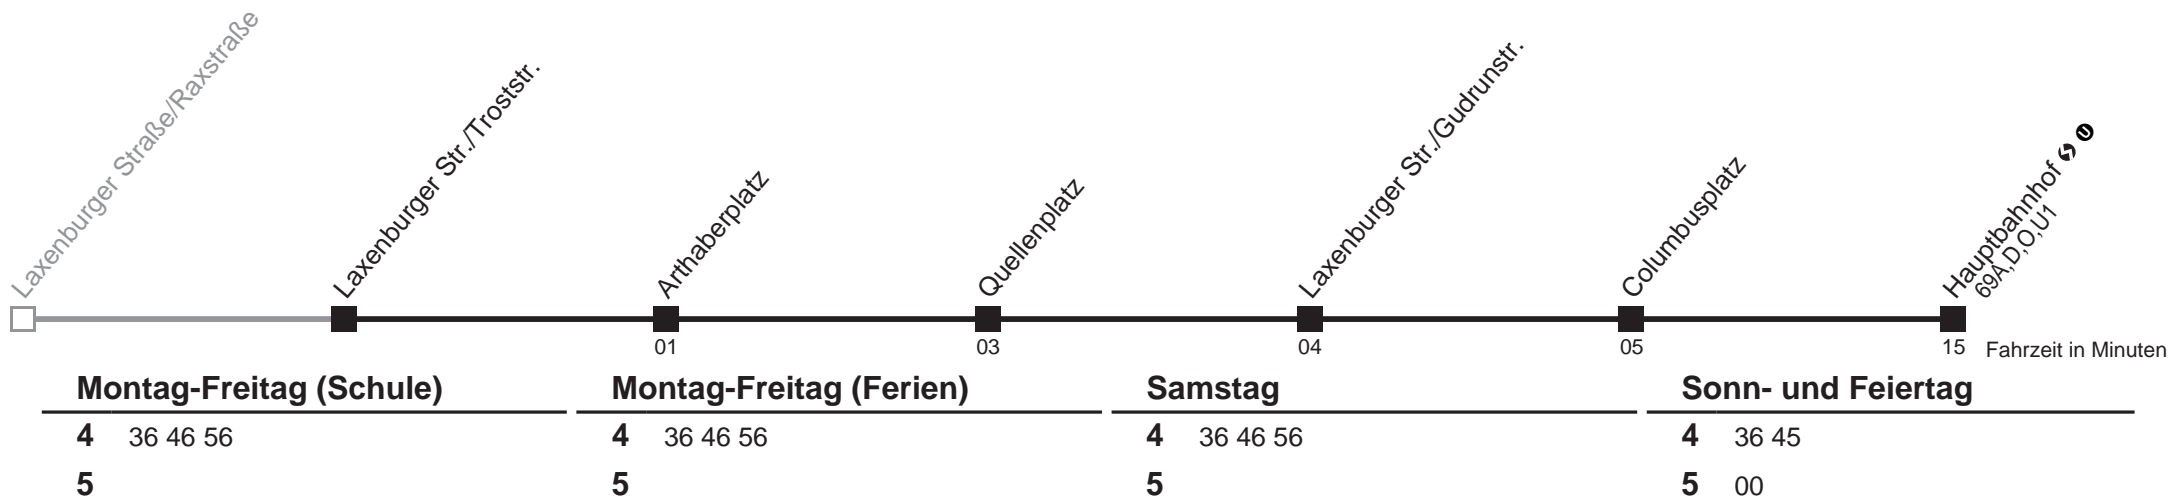 Laxenburger Straße/Raxstraße
Laxenburger Str./Troststr.
Arthaberplatz
Quellenplatz
Laxenburger Str./Gudrunstr.
Columbusplatz
Hauptbahnhof S U
69A,D,O,U1
01 03 04 05 15 Fahrzeit in Minuten
Montag-Freitag (Schule) Montag-Freitag (Ferien) Samstag Sonn- und Feiertag
4 36 46 56 4 36 46 56 4 36 46 56 4 36 45
5 5 5 5 00